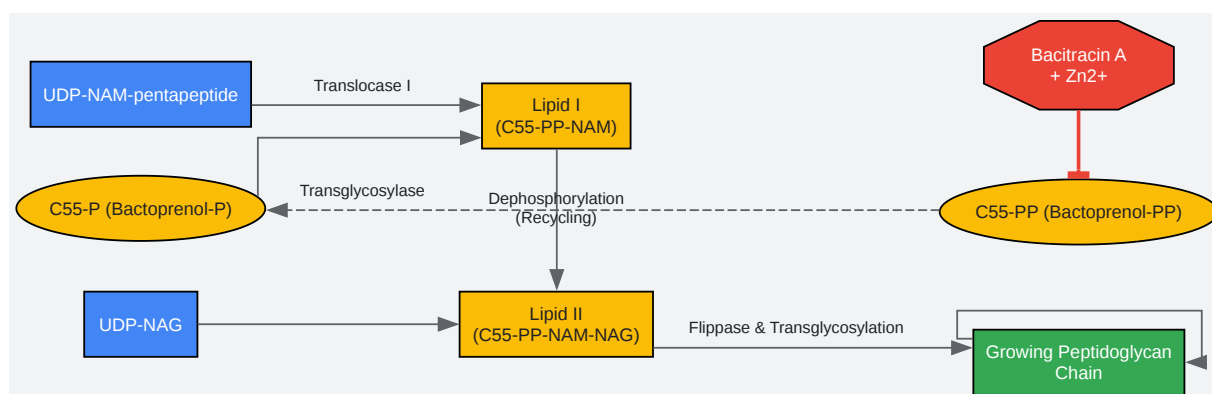 Bacitracin A
+ Zn2+
UDP-NAM-pentapeptide
Translocase I
Lipid I
(C55-PP-NAM)
C55-P (Bactoprenol-P)
Transglycosylase
Dephosphorylation
(Recycling)
C55-PP (Bactoprenol-PP)
UDP-NAG
Lipid II
(C55-PP-NAM-NAG)
Flippase & Transglycosylation
Growing Peptidoglycan
Chain